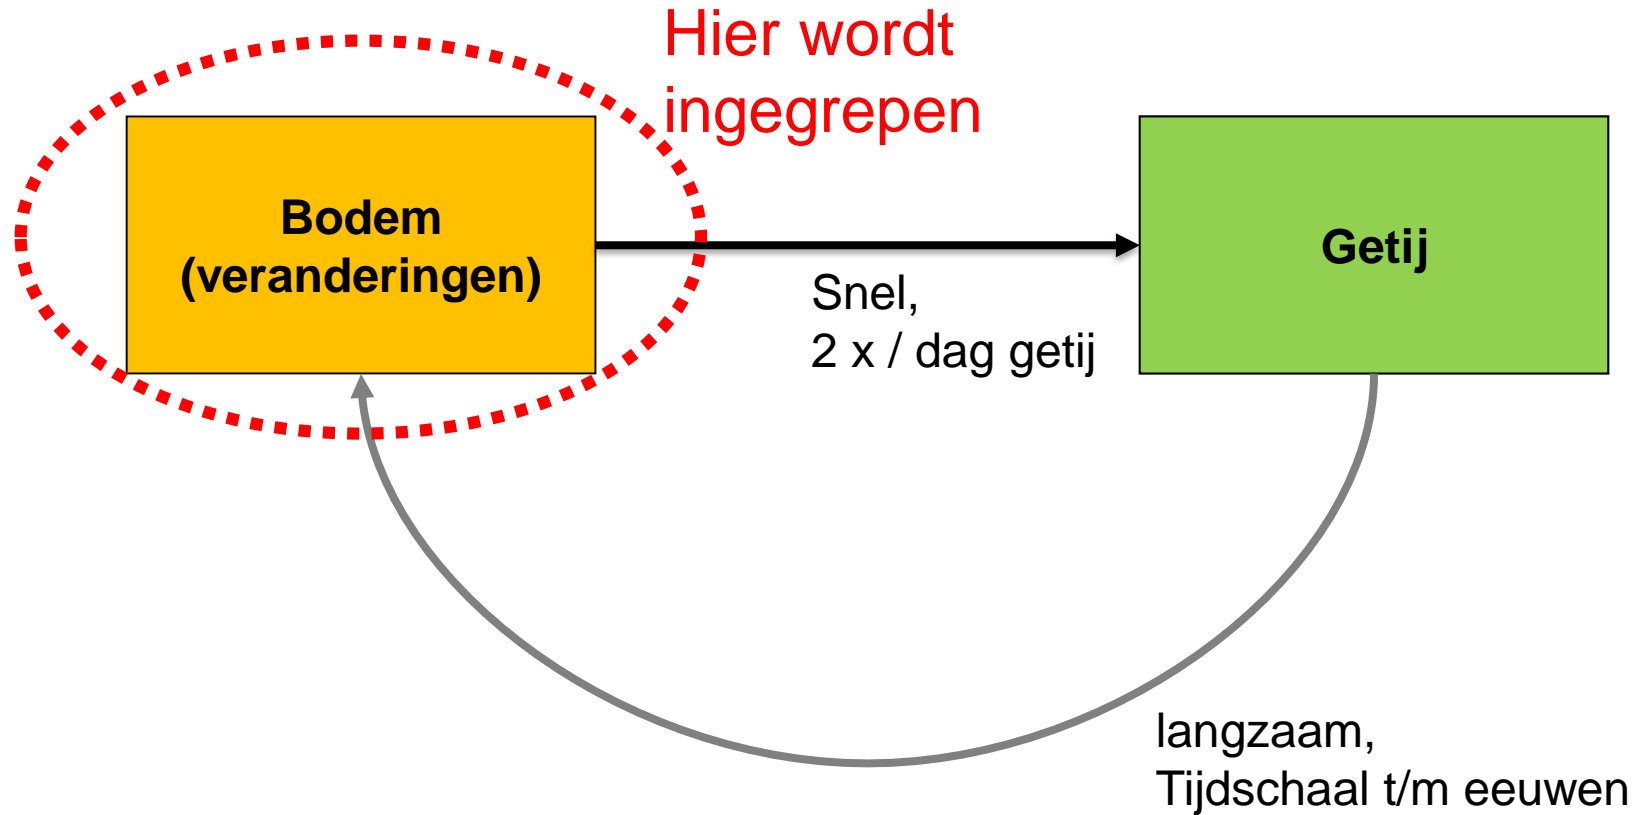 Hier wordt
ingegrepen
Bodem
(veranderingen)
Getij
Snel,
2 x / dag getij
langzaam,
Tijdschaal t/m eeuwen